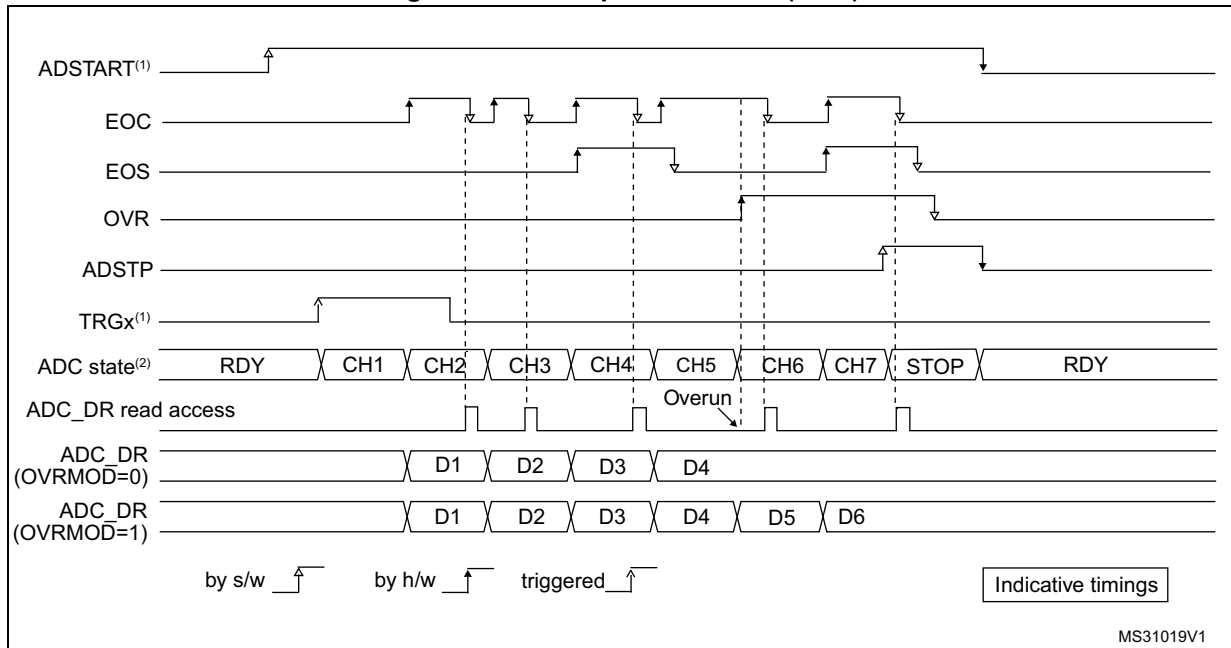 ADSTART(1)
EOC
EOS
OVR
ADSTP
TRGx(1)
ADC state(2) RDY CH1 CH2 CH3 CH4 CH5 CH6 CH7 STOP RDY
ADC_DR read access Overun
ADC_DR
(OVRMOD=0) D1 D2 D3 D4
ADC_DR
(OVRMOD=1) D1 D2 D3 D4 D5 D6
by s/w by h/w triggered Indicative timings
MS31019V1